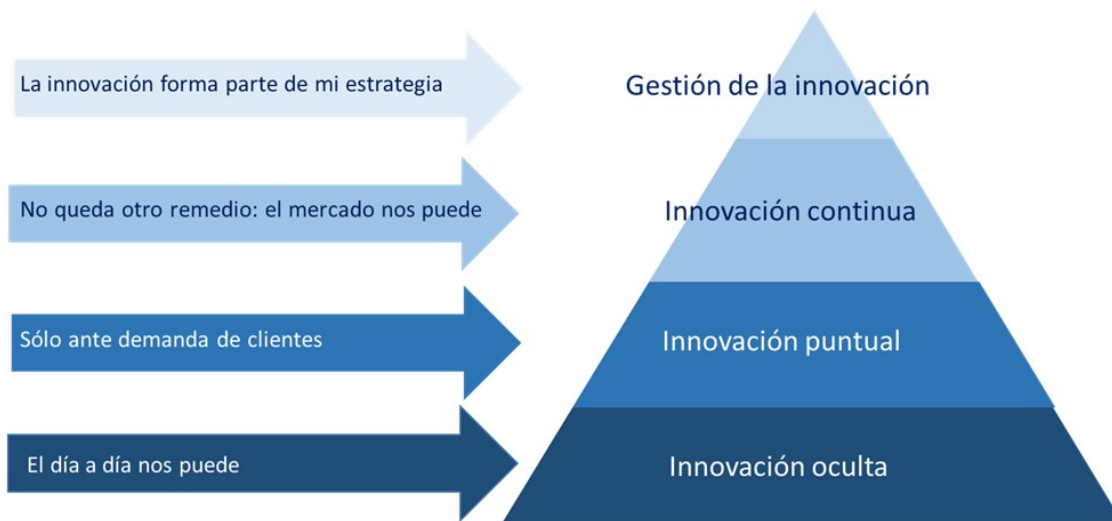 La innovación forma parte de mi estrategia
Gestión de la innovación
No queda otro remedio: el mercado nos puede
Innovación continua
Sólo ante demanda de clientes
Innovación puntual
El día a día nos puede
Innovación oculta